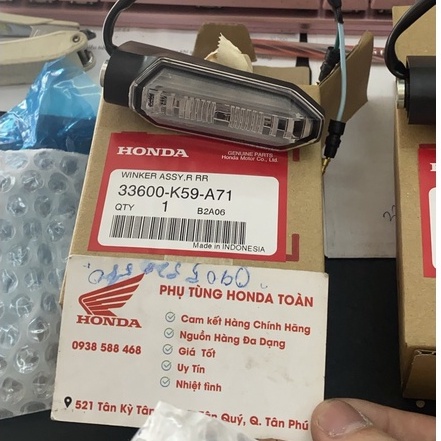 HONDA
GENUINE PARTS
Honda Motor Co., Ltd.
WINKER ASSY,R RR
33600-K59-A71
QTY 1 B2A06
Made in INDONESIA
HONDA
PHỤ TÙNG HONDA TOÀN
Cam kết Hàng Chính Hãng
Nguồn Hàng Đa Dạng
Giá Tốt
Uy Tín
Nhiệt tình
0938 588 468
521 Tân Kỳ Tân Quý, Q. Tân Phú